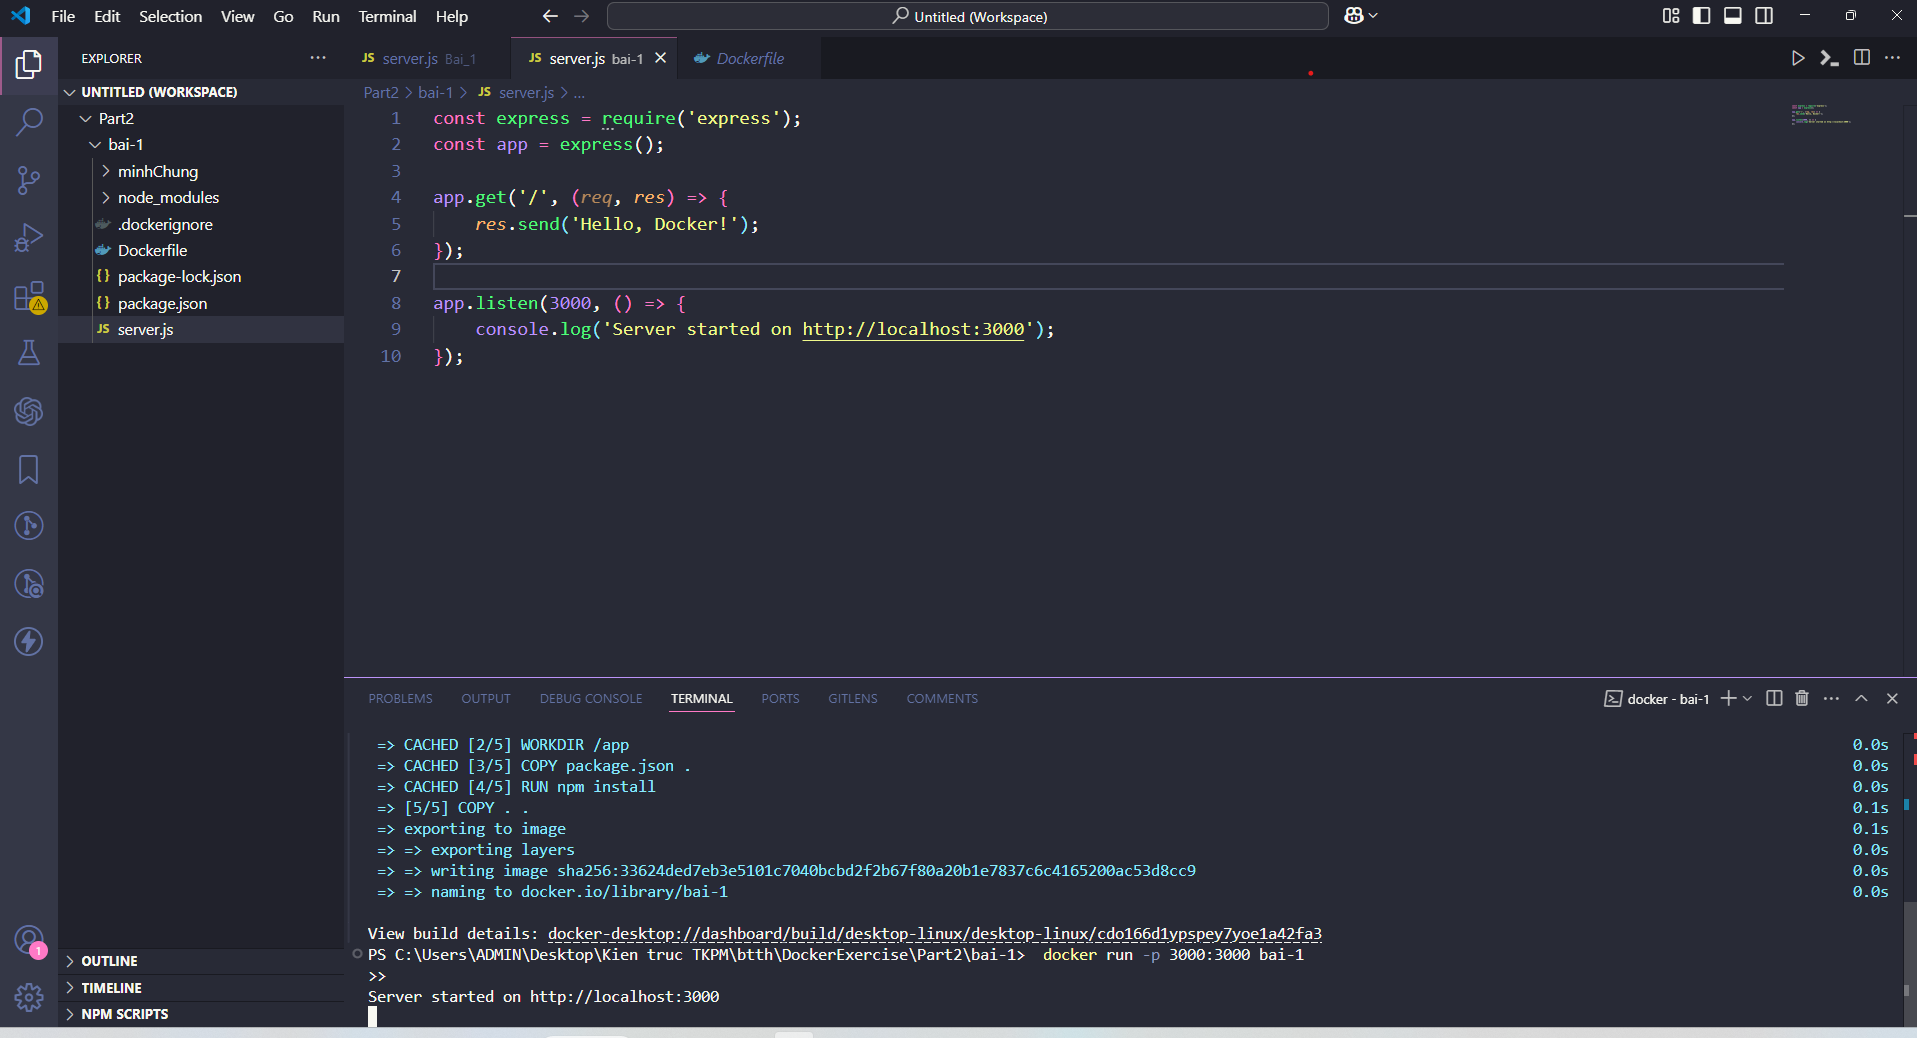 File Edit Selection View Go Run Terminal Help
Untitled (Workspace)
EXPLORER
UNTITLED (WORKSPACE)
Part2
bai-1
minhChung
node_modules
.dockerignore
Dockerfile
{} package-lock.json
{} package.json
JS server.js
OUTLINE
TIMELINE
NPM SCRIPTS
1
JS server.js Bai_1
JS server.js bai-1
Dockerfile
Part2 > bai-1 > JS server.js > ...
1 const express = require('express');
2 const app = express();
3
4 app.get('/', (req, res) => {
5 res.send('Hello, Docker!');
6 });
7
8 app.listen(3000, () => {
9 console.log('Server started on http://localhost:3000');
10 });
PROBLEMS OUTPUT DEBUG CONSOLE TERMINAL PORTS GITLENS COMMENTS
docker - bai-1
=> CACHED [2/5] WORKDIR /app 0.0s
=> CACHED [3/5] COPY package.json . 0.0s
=> CACHED [4/5] RUN npm install 0.0s
=> [5/5] COPY . . 0.1s
=> exporting to image 0.1s
=> => exporting layers 0.0s
=> => writing image sha256:33624ded7eb3e5101c7040bcbd2f2b67f80a20b1e7837c6c4165200ac53d8cc9 0.0s
=> => naming to docker.io/library/bai-1 0.0s
View build details: docker-desktop://dashboard/build/desktop-linux/desktop-linux/cdo166d1ypspey7yoe1a42fa3
PS C:\Users\ADMIN\Desktop\Kien truc TKPM\btth\DockerExercise\Part2\bai-1> docker run -p 3000:3000 bai-1
>>
Server started on http://localhost:3000